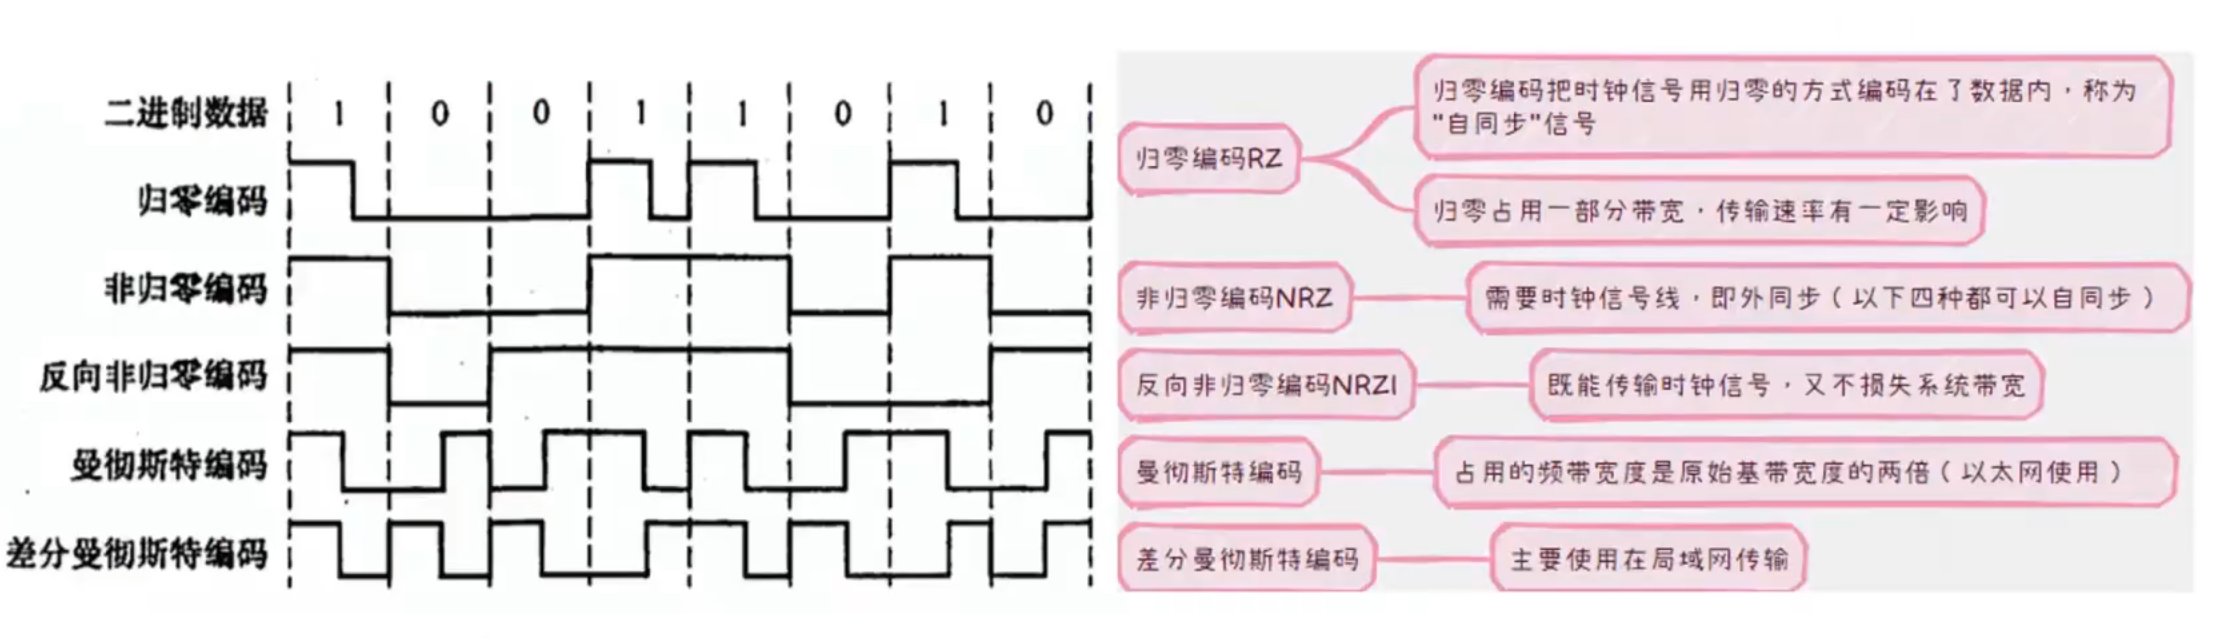 二进制数据 1 0 0 1 1 0 1 0
归零编码
非归零编码
反向非归零编码
曼彻斯特编码
差分曼彻斯特编码
归零编码RZ
归零编码把时钟信号用归零的方式编码在了数据内，称为
"自同步"信号
归零占用一部分带宽，传输速率有一定影响
非归零编码NRZ
需要时钟信号线，即外同步（以下四种都可以自同步）
反向非归零编码NRZI
既能传输时钟信号，又不损失系统带宽
曼彻斯特编码
占用的频带宽度是原始基带宽度的两倍（以太网使用）
差分曼彻斯特编码
主要使用在局域网传输